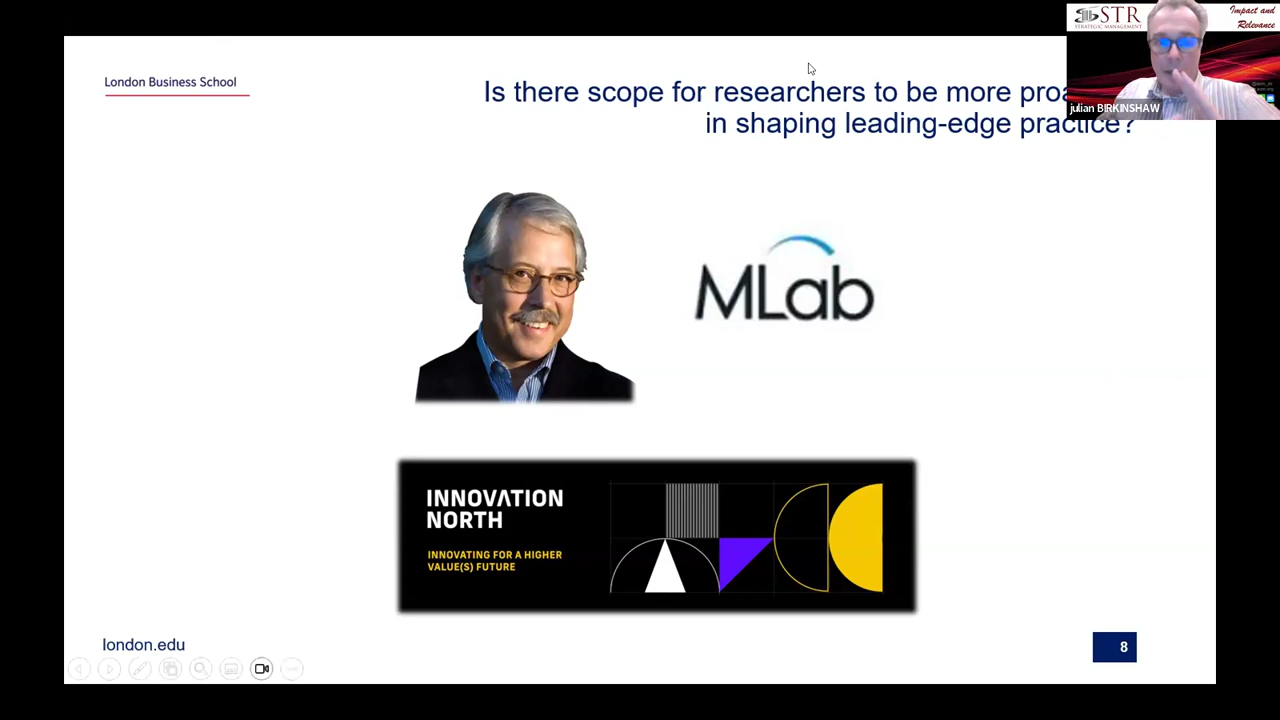 London Business School
Is there scope for researchers to be more
in shaping leading-edge practice?
STR
STRATEGIC MANAGEMENT
Impact and
Relevance
julian BIRKINSHAW
MLab
INNOVATION
NORTH
INNOVATING FOR A HIGHER
VALUE(S) FUTURE
london.edu
8